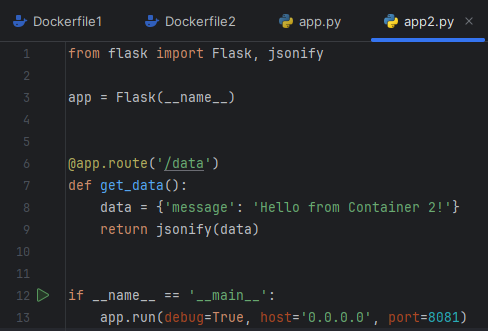 Dockerfile1 Dockerfile2 app.py app2.py
1 from flask import Flask, jsonify
2
3 app = Flask(__name__)
4
5
6 @app.route('/data')
7 def get_data():
8     data = {'message': 'Hello from Container 2!'}
9     return jsonify(data)
10
11
12 if __name__ == '__main__':
13     app.run(debug=True, host='0.0.0.0', port=8081)